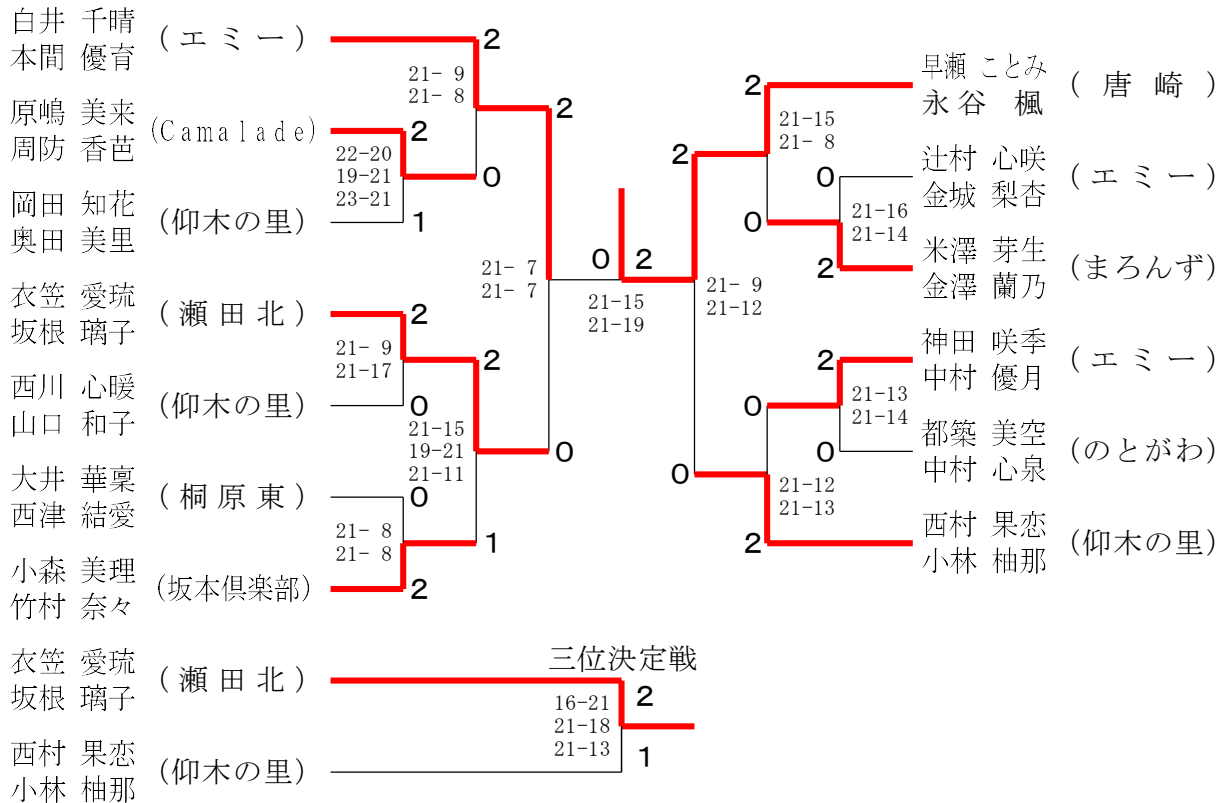 白井 千晴
本間 優育
(エミー)
原嶋 美来
周防 香芭
(Camalade)
岡田 知花
奥田 美里
(仰木の里)
衣笠 愛琉
坂根 璃子
(瀬田北)
西川 心暖
山口 和子
(仰木の里)
大井 華稟
西津 結愛
(桐原東)
小森 美理
竹村 奈々
(坂本倶楽部)
2
21- 9
21- 8
2
2
22-20
19-21
23-21
0
1
2
21- 9
21-17
2
0
21- 7
21- 7
21-15
19-21
21-11
0
0
21- 8
21- 8
1
2
0 2
21-15
21-19
早瀬 ことみ
永谷 楓
(唐崎)
辻村 心咲
金城 梨杏
(エミー)
米澤 芽生
金澤 蘭乃
(まろんず)
神田 咲季
中村 優月
(エミー)
都築 美空
中村 心泉
(のとがわ)
西村 果恋
小林 柚那
(仰木の里)
2
21-15
21- 8
2
0
0
21-16
21-14
2
21- 9
21-12
2
0
21-13
21-14
0
0
21-12
21-13
2
三位決定戦
衣笠 愛琉
坂根 璃子
(瀬田北)
西村 果恋
小林 柚那
(仰木の里)
2
16-21
21-18
21-13
1